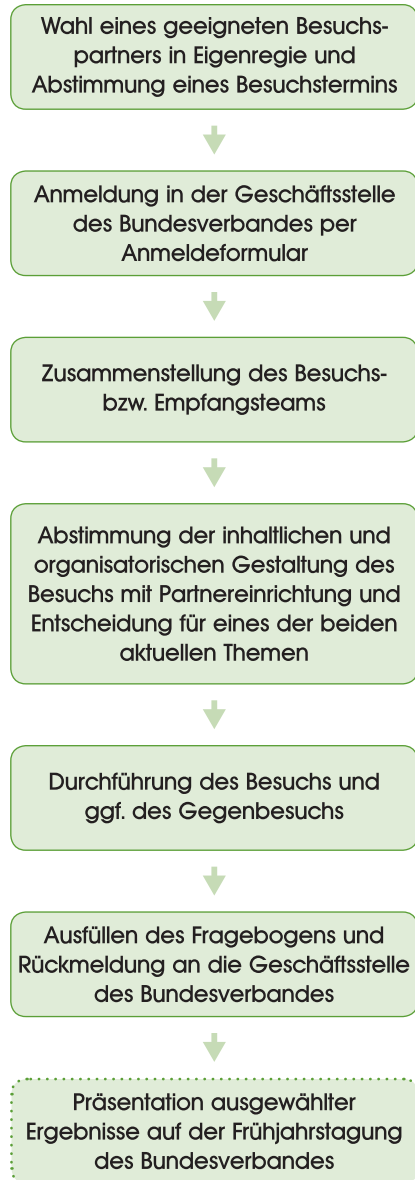 Wahl eines geeigneten Besuchs-
partners in Eigenregie und
Abstimmung eines Besuchstermins
Anmeldung in der Geschäftsstelle
des Bundesverbandes per
Anmeldeformular
Zusammenstellung des Besuchs-
bzw. Empfangsteams
Abstimmung der inhaltlichen und
organisatorischen Gestaltung des
Besuchs mit Partnereinrichtung und
Entscheidung für eines der beiden
aktuellen Themen
Durchführung des Besuchs und
ggf. des Gegenbesuchs
Ausfüllen des Fragebogens und
Rückmeldung an die Geschäftsstelle
des Bundesverbandes
Präsentation ausgewählter
Ergebnisse auf der Frühjahrstagung
des Bundesverbandes